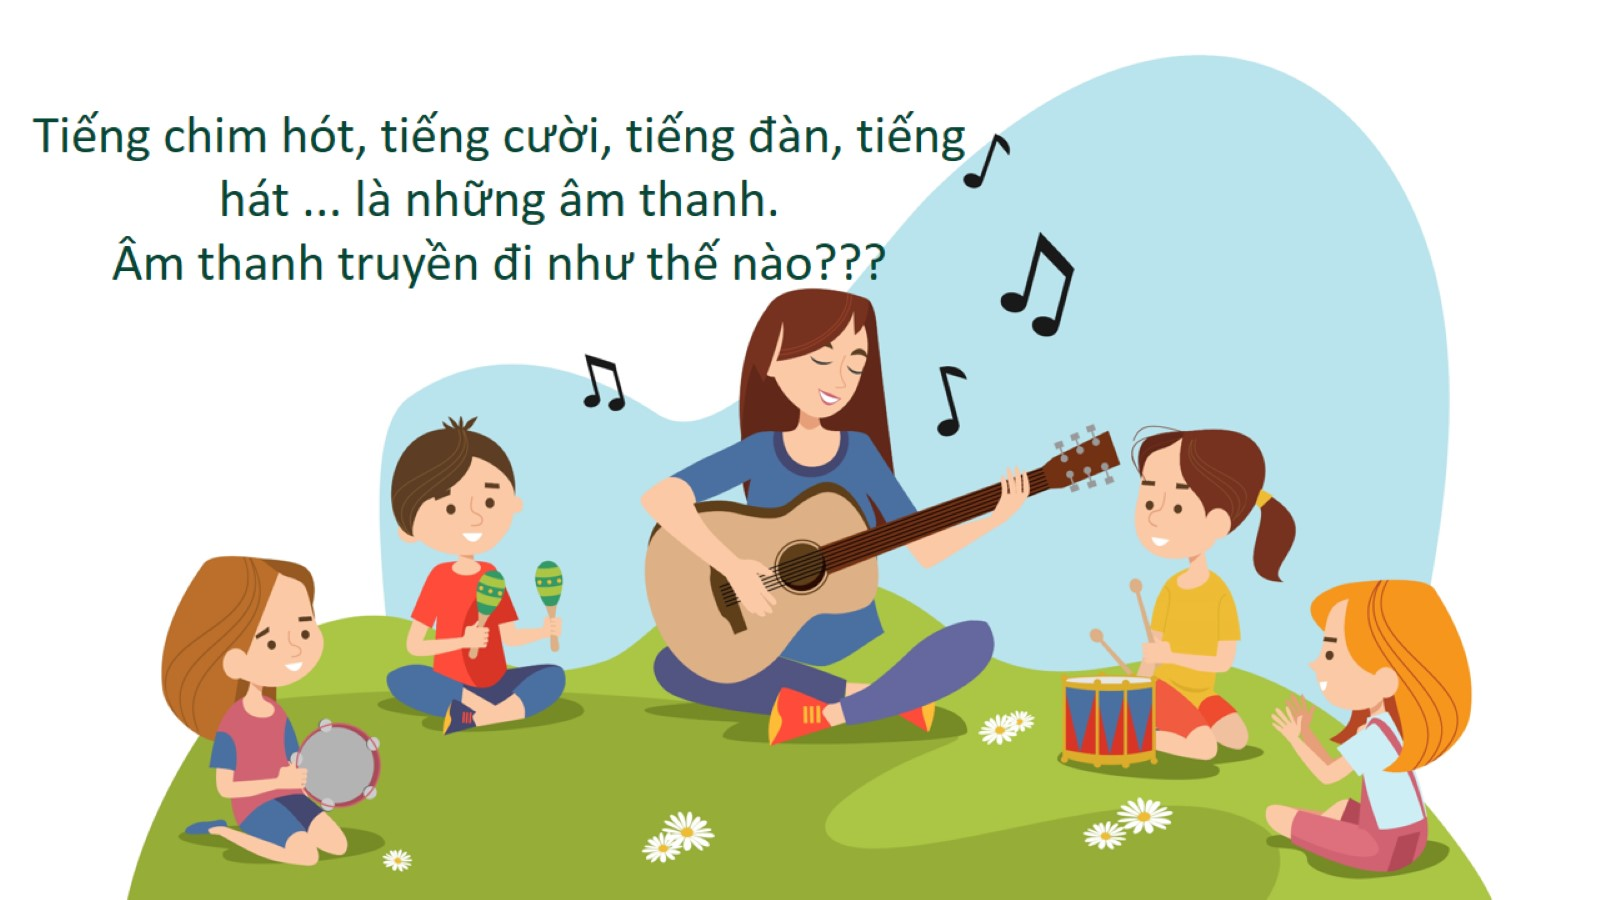 Tiếng chim hót, tiếng cười, tiếng đàn, tiếng
hát ... là những âm thanh.
Âm thanh truyền đi như thế nào???